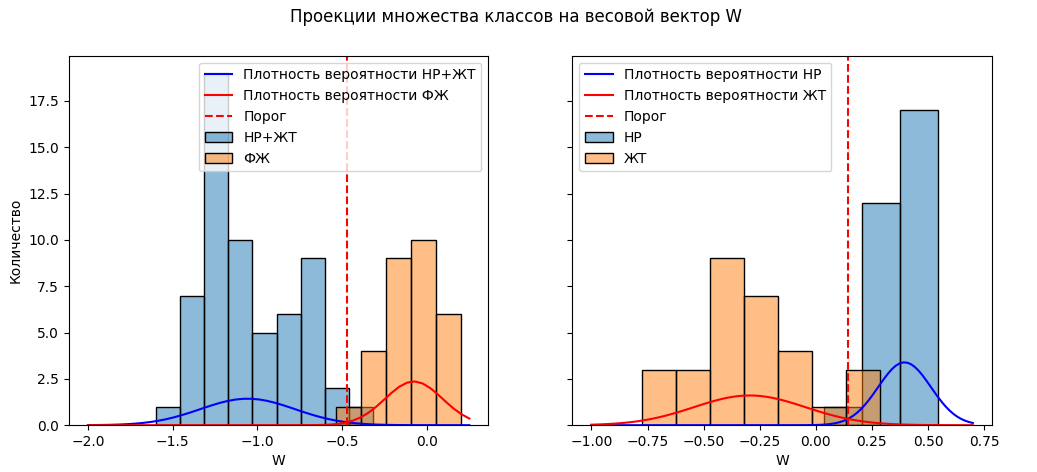 Проекции множества классов на весовой вектор W
Плотность вероятности НР+ЖТ
Плотность вероятности ФЖ
Порог
НР+ЖТ
ФЖ
Количество
17.5
15.0
12.5
10.0
7.5
5.0
2.5
0.0
−2.0 −1.5 −1.0 −0.5 0.0
W
Плотность вероятности НР
Плотность вероятности ЖТ
Порог
НР
ЖТ
−1.00 −0.75 −0.50 −0.25 0.00 0.25 0.50 0.75
W